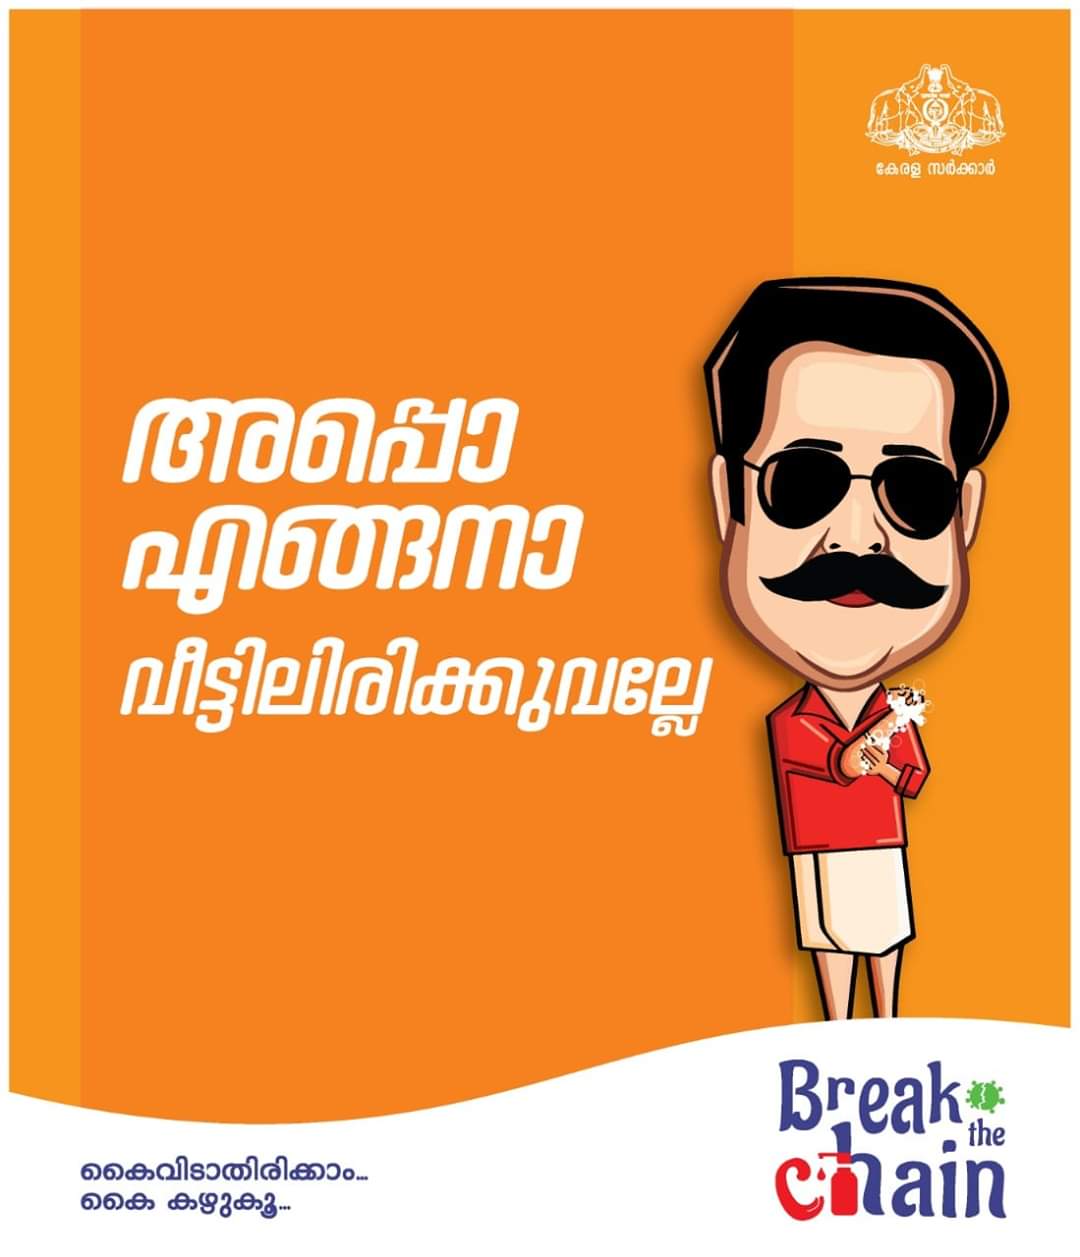 കേരള സർക്കാർ
അപ്പൊ
എങ്ങനാ
വീട്ടിലിരിക്കുവല്ലേ
Break
the
chain
കൈവിടാതിരിക്കാം...
കൈ കഴുകൂ...